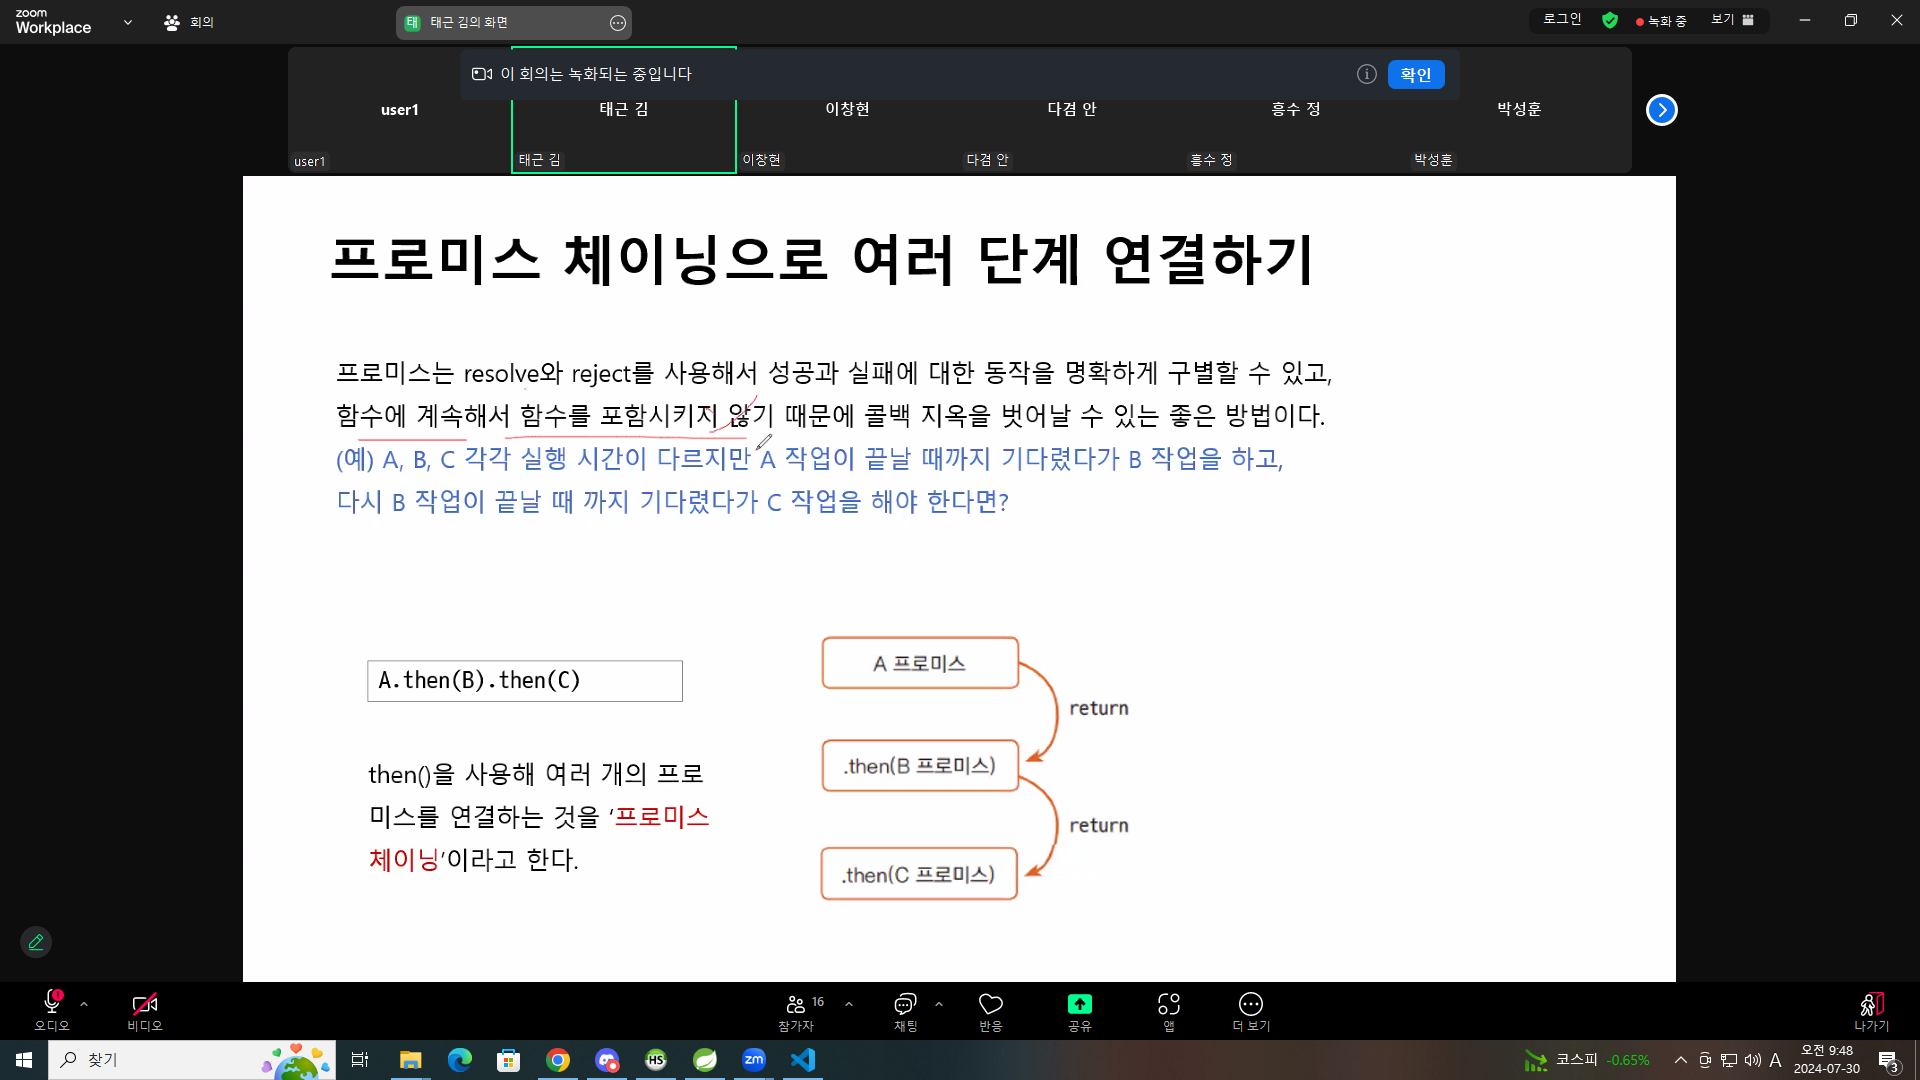 zoom
Workplace
회의
태 태근 김의 화면
로그인
녹화 중
보기
이 회의는 녹화되는 중입니다
확인
user1
태근 김
이창현
다겸 안
흥수 정
박성훈
user1
태근 김
이창현
다겸 안
흥수 정
박성훈
프로미스 체이닝으로 여러 단계 연결하기
프로미스는 resolve와 reject를 사용해서 성공과 실패에 대한 동작을 명확하게 구별할 수 있고,
함수에 계속해서 함수를 포함시키지 않기 때문에 콜백 지옥을 벗어날 수 있는 좋은 방법이다.
(예) A, B, C 각각 실행 시간이 다르지만 A 작업이 끝날 때까지 기다렸다가 B 작업을 하고,
다시 B 작업이 끝날 때 까지 기다렸다가 C 작업을 해야 한다면?
A.then(B).then(C)
then()을 사용해 여러 개의 프로
미스를 연결하는 것을 ‘프로미스
체이닝’이라고 한다.
A 프로미스
return
.then(B 프로미스)
return
.then(C 프로미스)
오디오
비디오
16
참가자
채팅
반응
공유
앱
더 보기
나가기
찾기
HS
zm
코스피 -0.65%
A
오전 9:48
2024-07-30
3